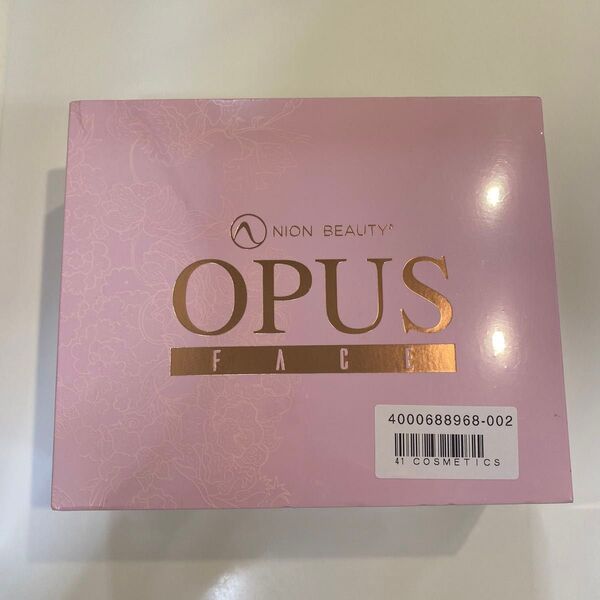 NION BEAUTY
OPUS
FACE
4000688968-002
41 COSMETICS